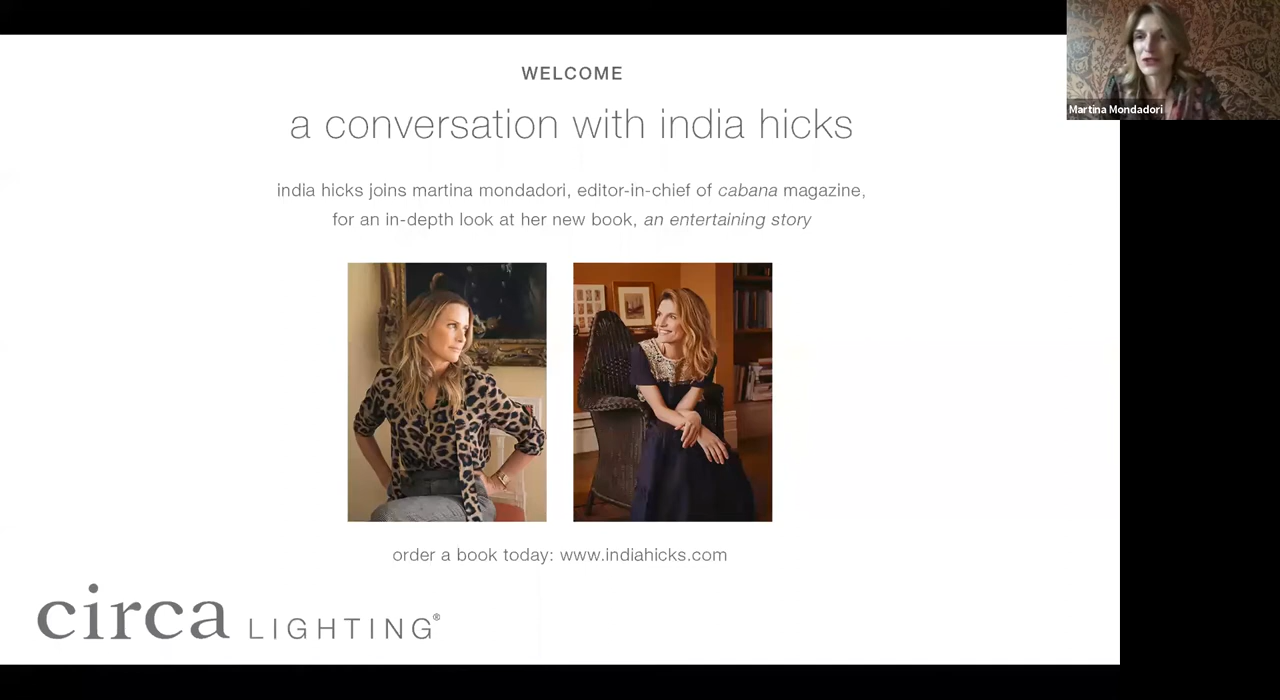 WELCOME
a conversation with india hicks
india hicks joins martina mondadori, editor-in-chief of cabana magazine,
for an in-depth look at her new book, an entertaining story
order a book today: www.indiahicks.com
circa LIGHTING®
Martina Mondadori